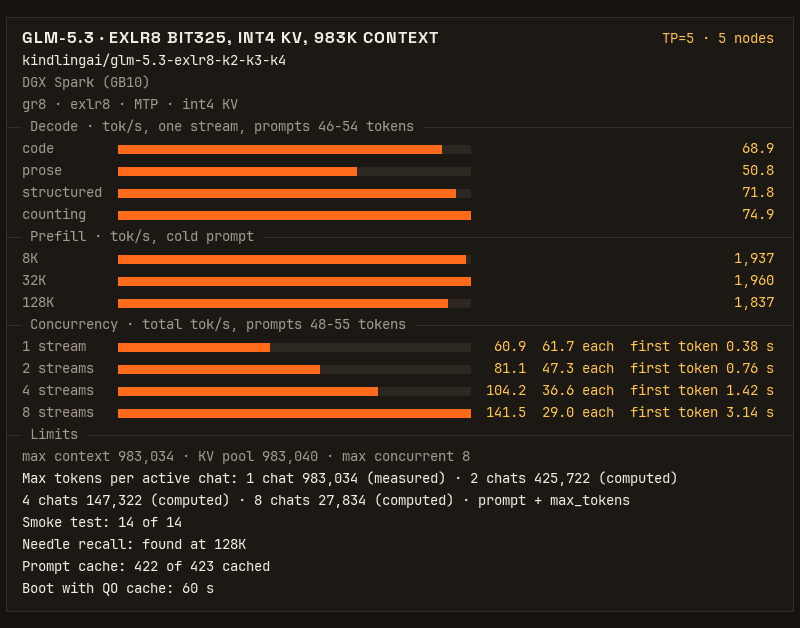 GLM-5.3 · EXLR8 BIT325, INT4 KV, 983K CONTEXT TP=5 · 5 nodes
kindlingai/glm-5.3-exlr8-k2-k3-k4
DGX Spark (GB10)
gr8 · exlr8 · MTP · int4 KV
Decode · tok/s, one stream, prompts 46-54 tokens
code 68.9
prose 50.8
structured 71.8
counting 74.9
Prefill · tok/s, cold prompt
8K 1,937
32K 1,960
128K 1,837
Concurrency · total tok/s, prompts 48-55 tokens
1 stream 60.9 61.7 each first token 0.38 s
2 streams 81.1 47.3 each first token 0.76 s
4 streams 104.2 36.6 each first token 1.42 s
8 streams 141.5 29.0 each first token 3.14 s
Limits
max context 983,034 · KV pool 983,040 · max concurrent 8
Max tokens per active chat: 1 chat 983,034 (measured) · 2 chats 425,722 (computed)
4 chats 147,322 (computed) · 8 chats 27,834 (computed) · prompt + max_tokens
Smoke test: 14 of 14
Needle recall: found at 128K
Prompt cache: 422 of 423 cached
Boot with QO cache: 60 s